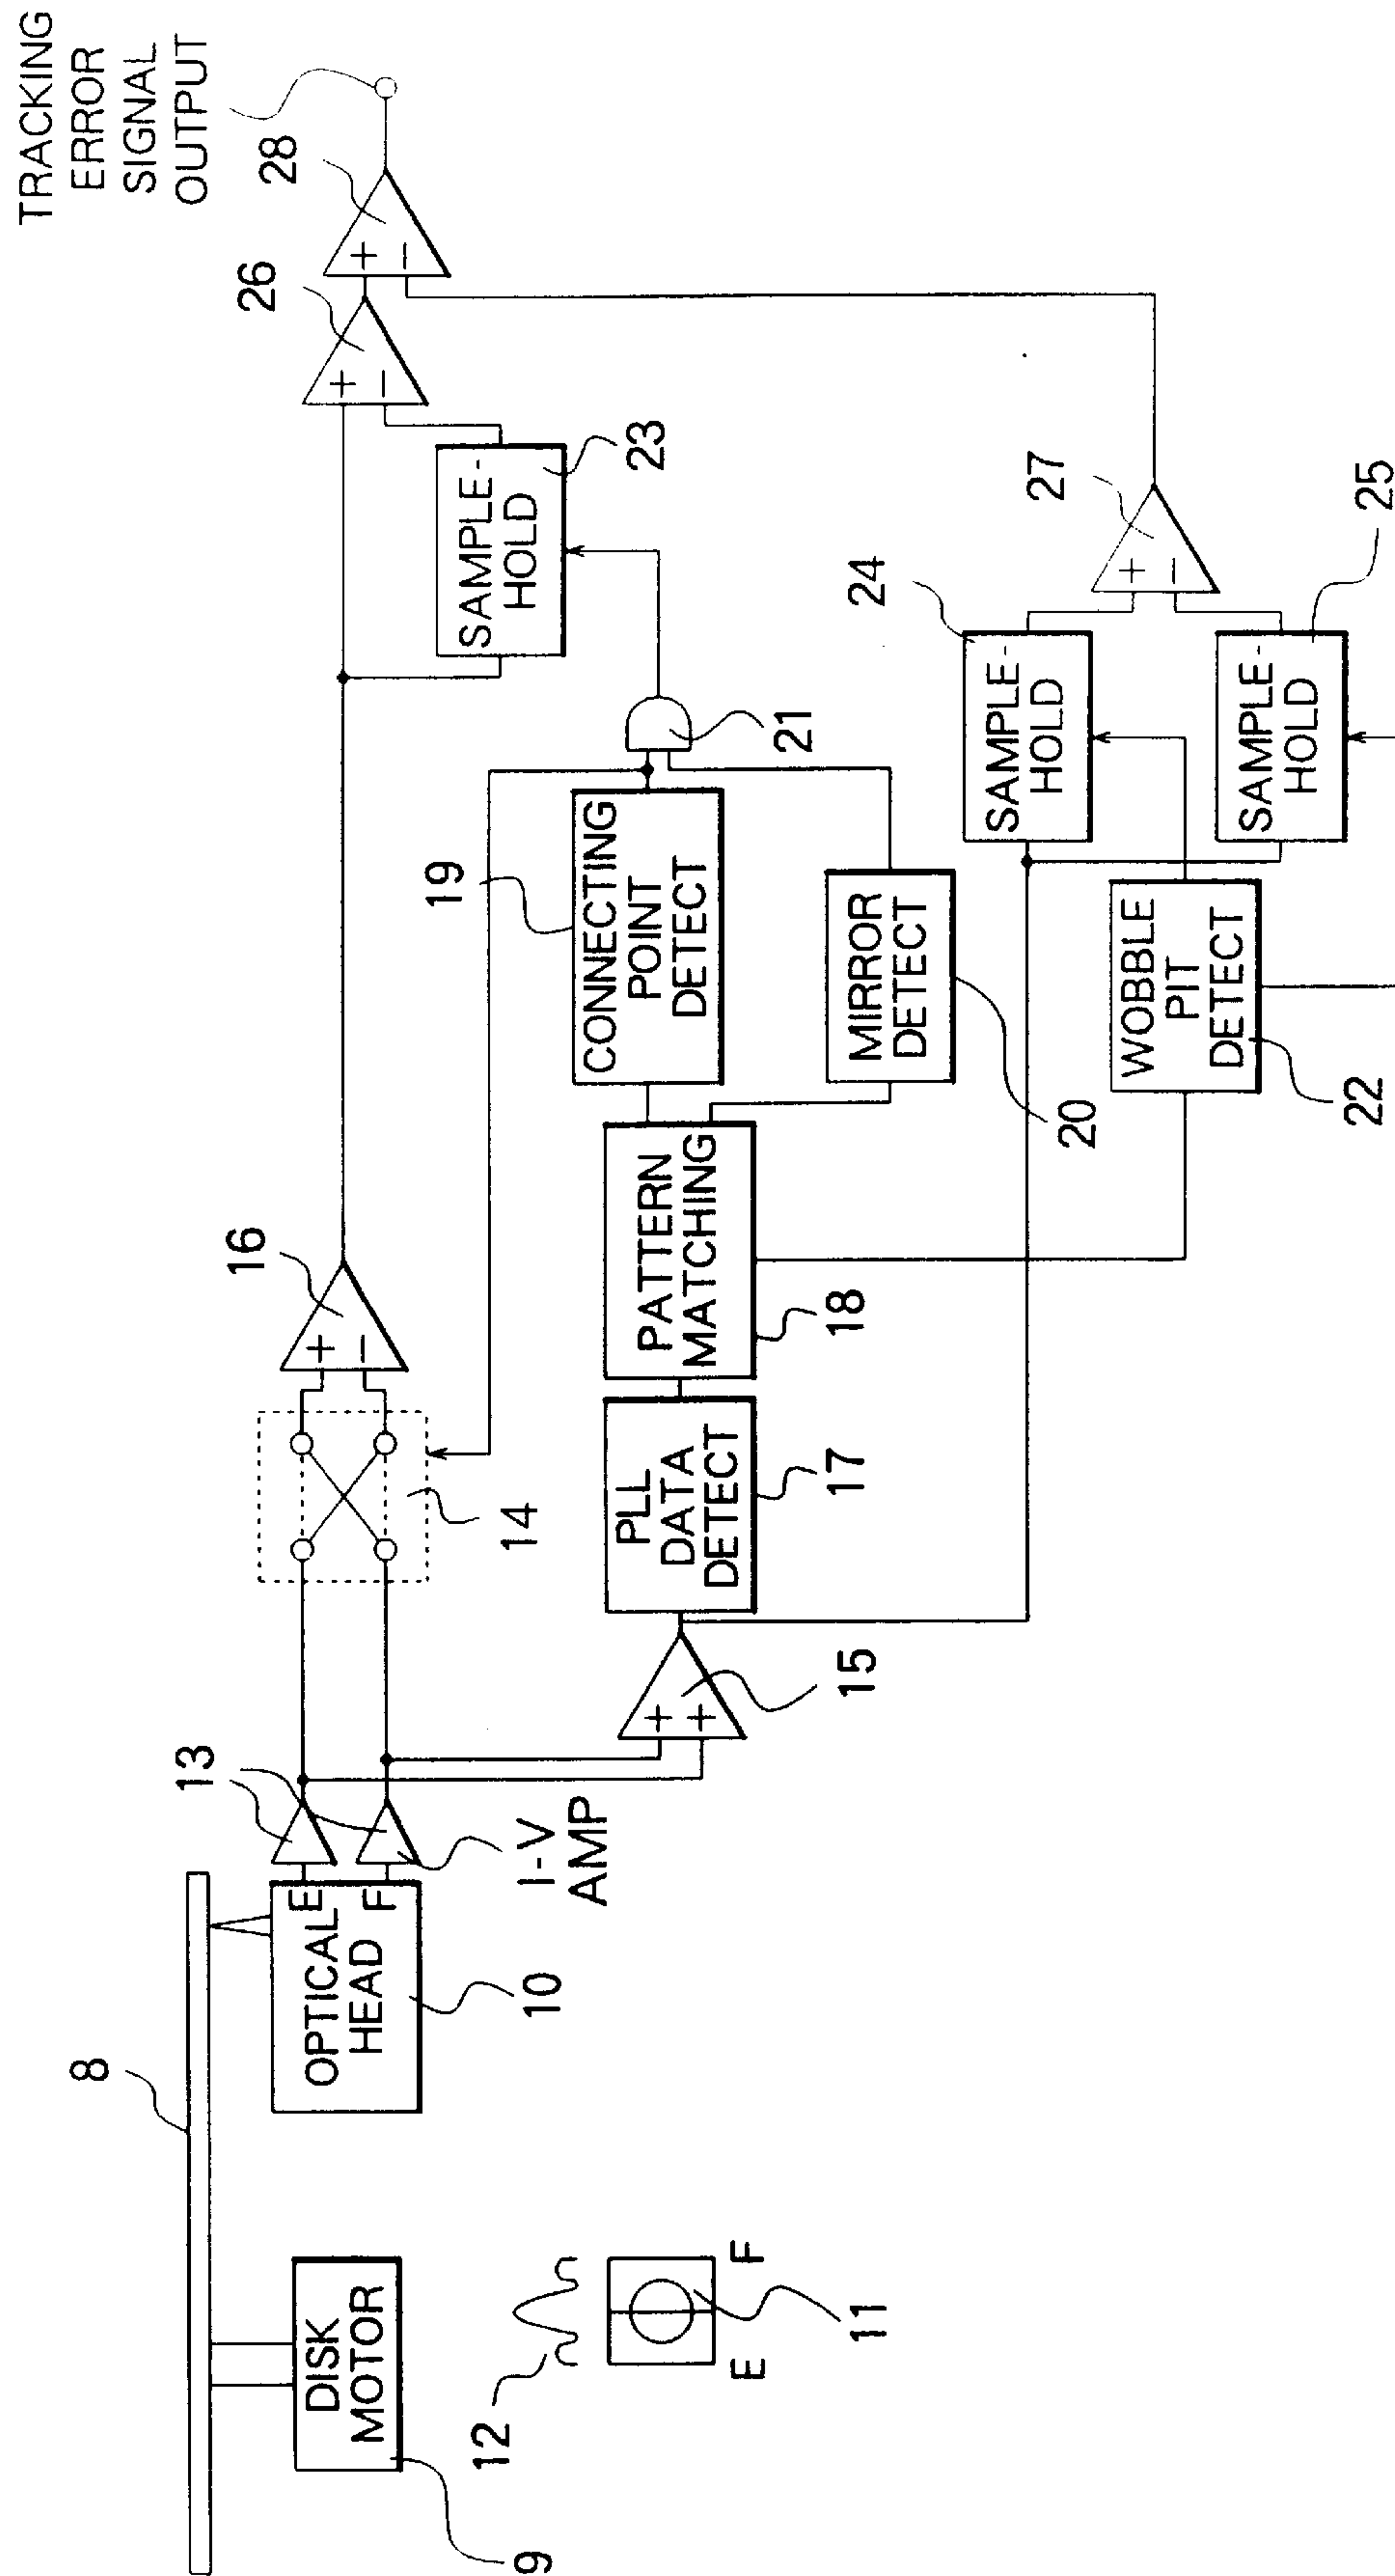 TRACKING
ERROR
SIGNAL
OUTPUT
8
9
DISK
MOTOR
12
E F
11
OPTICAL
HEAD
E
F
10
13
I-V
AMP
14
+
−
16
+
+
15
PLL
DATA
DETECT
17
PATTERN
MATCHING
18
19
CONNECTING
POINT
DETECT
MIRROR
DETECT
20
21
WOBBLE
PIT
DETECT
22
SAMPLE-
HOLD
23
24
SAMPLE-
HOLD
SAMPLE-
HOLD
25
26
+
−
27
+
−
28
+
−